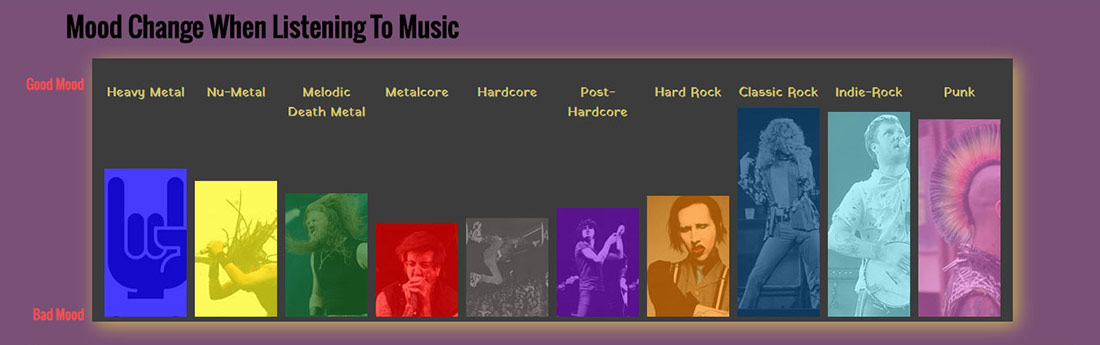 Mood Change When Listening To Music
Good Mood
Heavy Metal
Nu-Metal
Melodic
Death Metal
Metalcore
Hardcore
Post-
Hardcore
Hard Rock
Classic Rock
Indie-Rock
Punk
Bad Mood